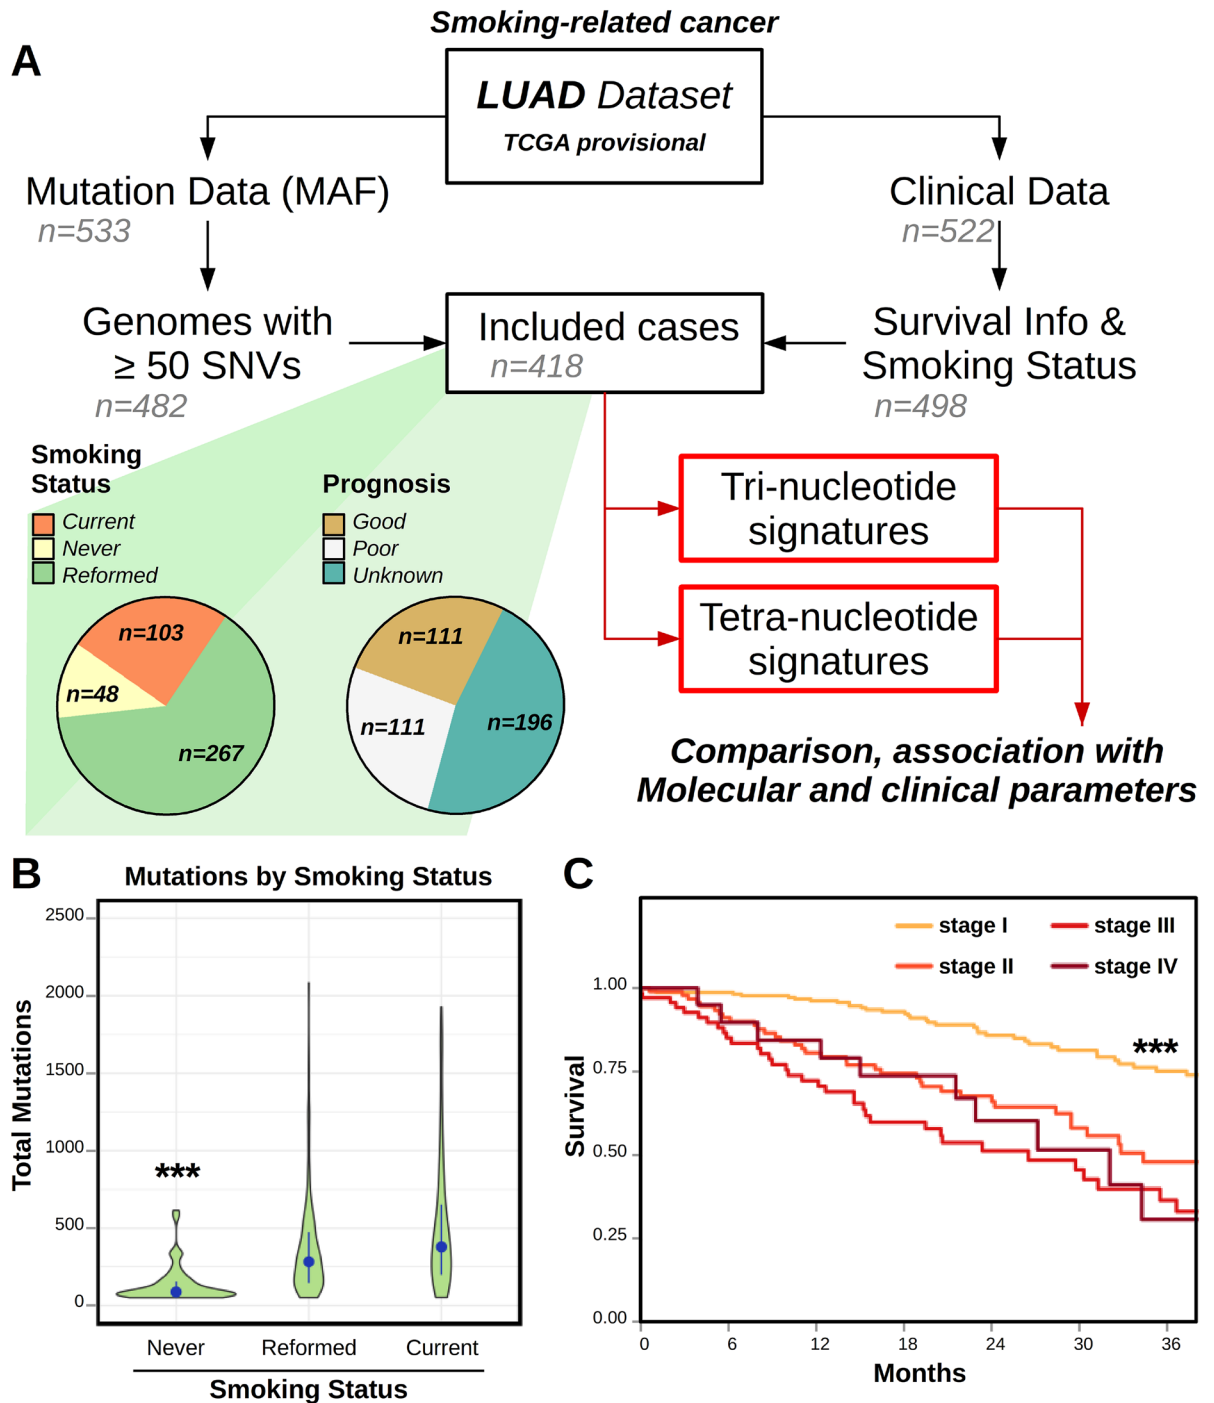 Smoking-related cancer
A
LUAD Dataset
TCGA provisional
Mutation Data (MAF)
n=533
Clinical Data
n=522
Genomes with
≥ 50 SNVs
n=482
Included cases
n=418
Survival Info &
Smoking Status
n=498
Smoking
Status
Current
Never
Reformed
n=103
n=48
n=267
Prognosis
Good
Poor
Unknown
n=111
n=111
n=196
Tri-nucleotide
signatures
Tetra-nucleotide
signatures
Comparison, association with
Molecular and clinical parameters
B
Mutations by Smoking Status
Total Mutations
2500
2000
1500
1000
500
0
***
Never
Reformed
Current
Smoking Status
C
stage I
stage II
stage III
stage IV
***
Survival
1.00
0.75
0.50
0.25
0.00
0
6
12
18
24
30
36
Months